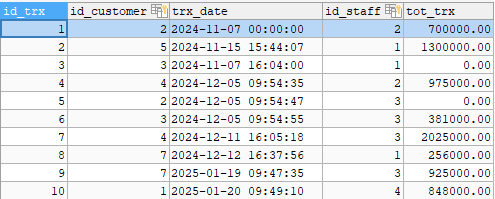 id_trx id_customer trx_date id_staff tot_trx
1 2 2024-11-07 00:00:00 2 700000.00
2 5 2024-11-15 15:44:07 1 1300000.00
3 3 2024-11-07 16:04:00 1 0.00
4 4 2024-12-05 09:54:35 2 975000.00
5 2 2024-12-05 09:54:47 3 0.00
6 3 2024-12-05 09:54:55 3 381000.00
7 4 2024-12-11 16:05:18 3 2025000.00
8 7 2024-12-12 16:37:56 1 256000.00
9 7 2025-01-19 09:47:35 3 925000.00
10 1 2025-01-20 09:49:10 4 848000.00